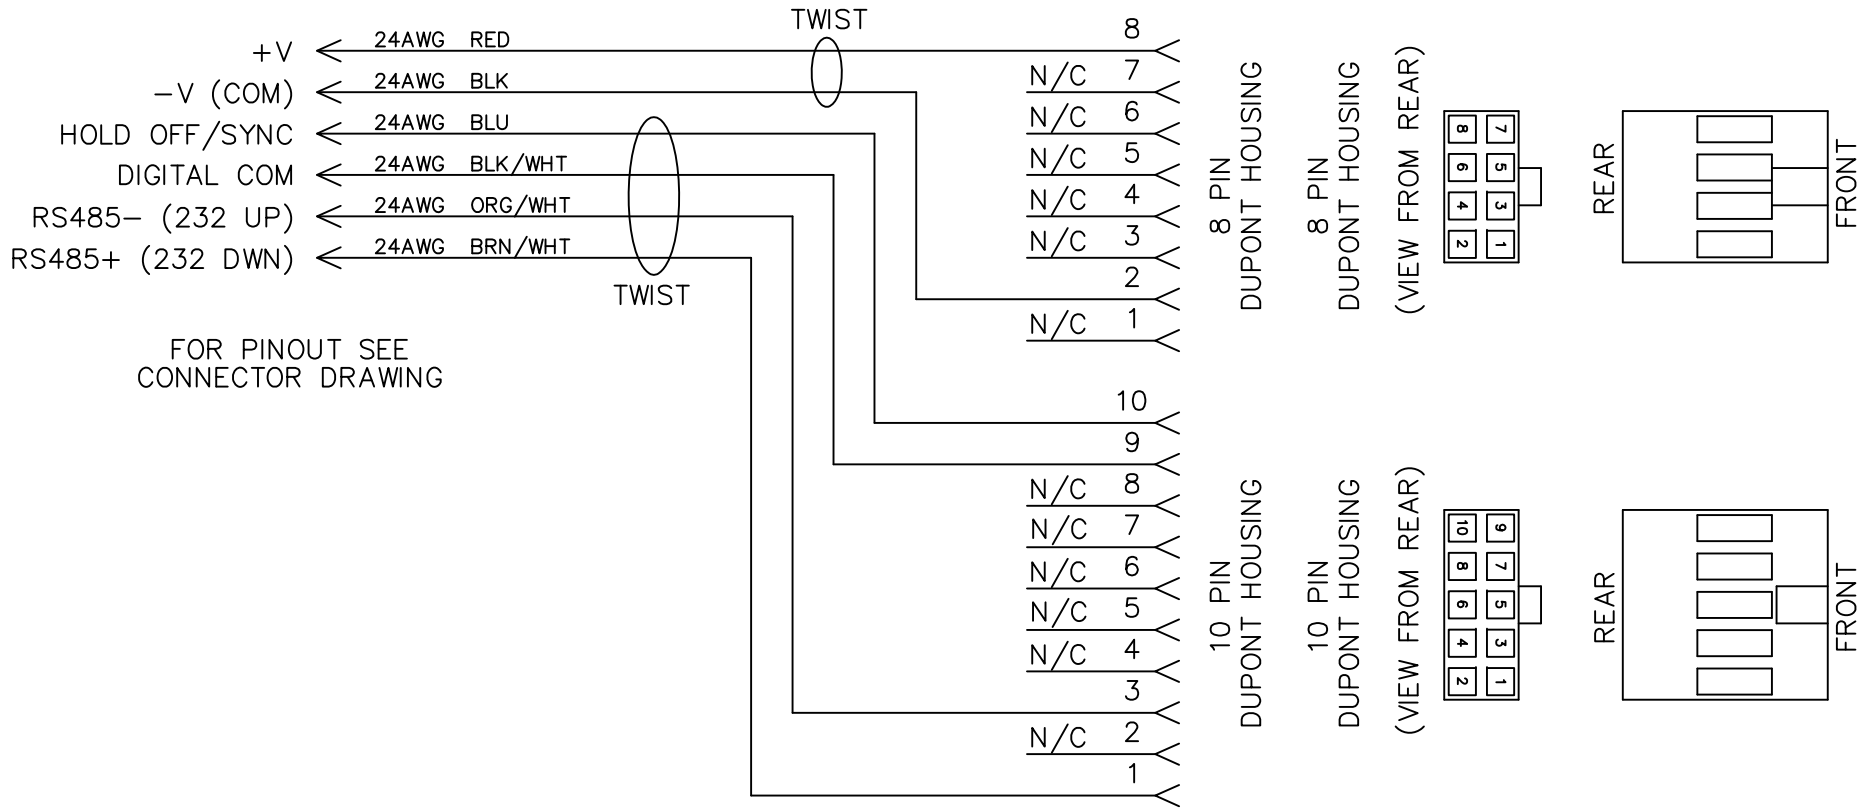 TWIST
+V 24AWG RED 8
-V (COM) 24AWG BLK N/C 7
HOLD OFF/SYNC 24AWG BLU N/C 6
DIGITAL COM 24AWG BLK/WHT N/C 5
RS485- (232 UP) 24AWG ORG/WHT N/C 4
RS485+ (232 DWN) 24AWG BRN/WHT N/C 3
TWIST
2
N/C 1
FOR PINOUT SEE
CONNECTOR DRAWING
8 PIN
DUPONT HOUSING
8 PIN
DUPONT HOUSING
(VIEW FROM REAR)
8 7
6 5
4 3
2 1
REAR
FRONT
10
9
N/C 8
N/C 7
N/C 6
N/C 5
N/C 4
3
N/C 2
1
10 PIN
DUPONT HOUSING
10 PIN
DUPONT HOUSING
(VIEW FROM REAR)
10 9
8 7
6 5
4 3
2 1
REAR
FRONT